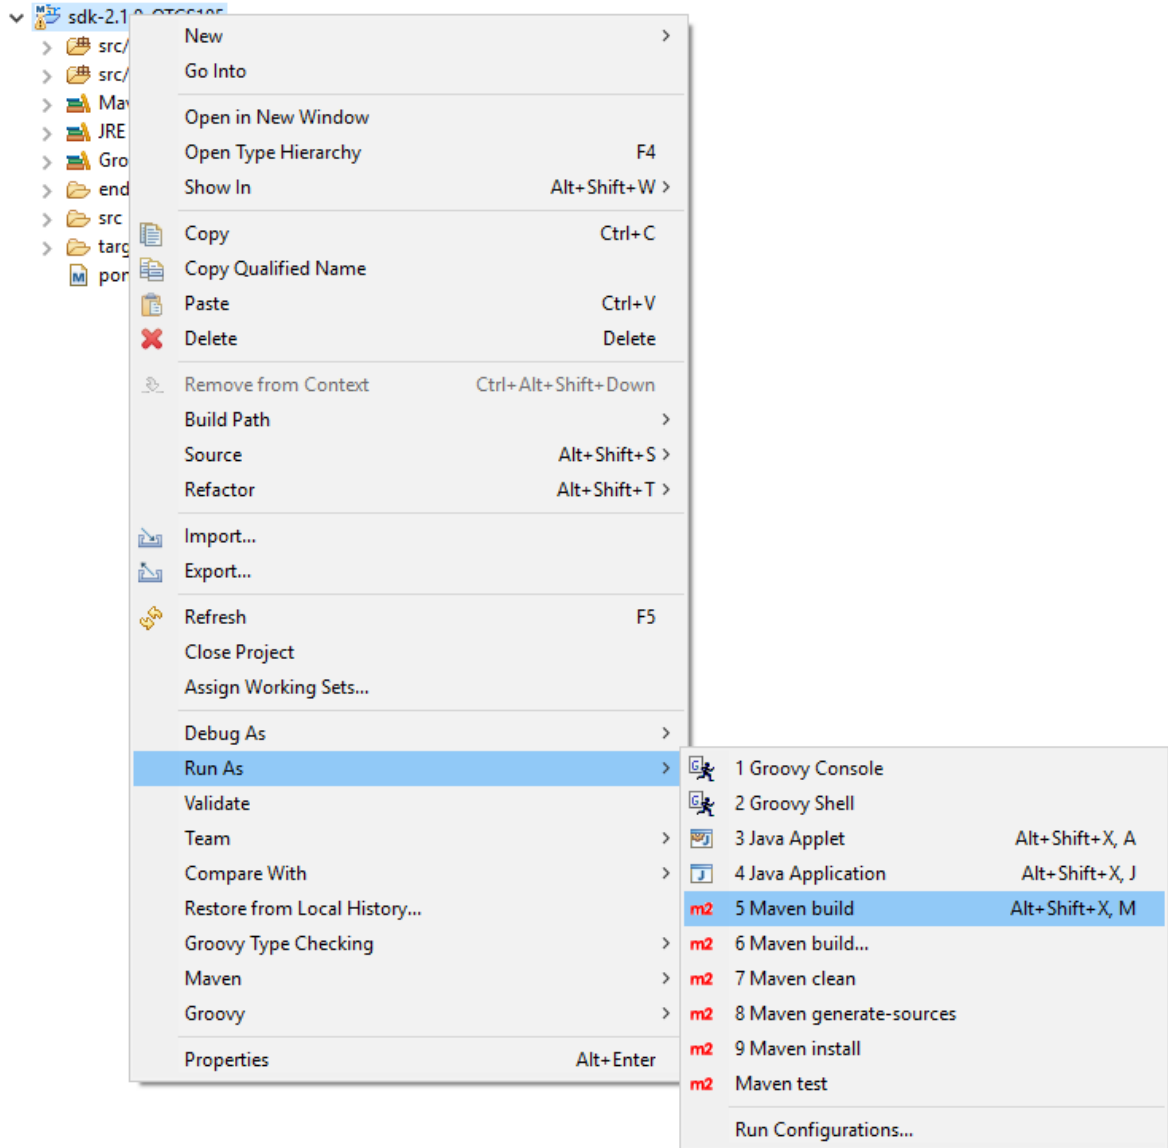 sdk-2.1.0-OTCS105
New
src/
Go Into
src/
Open in New Window
JRE
Open Type Hierarchy F4
Show In Alt+Shift+W
src
Copy Ctrl+C
Copy Qualified Name
Paste Ctrl+V
Delete Delete
Remove from Context Ctrl+Alt+Shift+Down
Build Path
Source Alt+Shift+S
Refactor Alt+Shift+T
Import...
Export...
Refresh F5
Close Project
Assign Working Sets...
Debug As
Run As
Validate
Team
Compare With
Restore from Local History...
Groovy Type Checking
Maven
Groovy
Properties Alt+Enter
1 Groovy Console
2 Groovy Shell
3 Java Applet Alt+Shift+X, A
4 Java Application Alt+Shift+X, J
m2 5 Maven build Alt+Shift+X, M
m2 6 Maven build...
m2 7 Maven clean
m2 8 Maven generate-sources
m2 9 Maven install
m2 Maven test
Run Configurations...